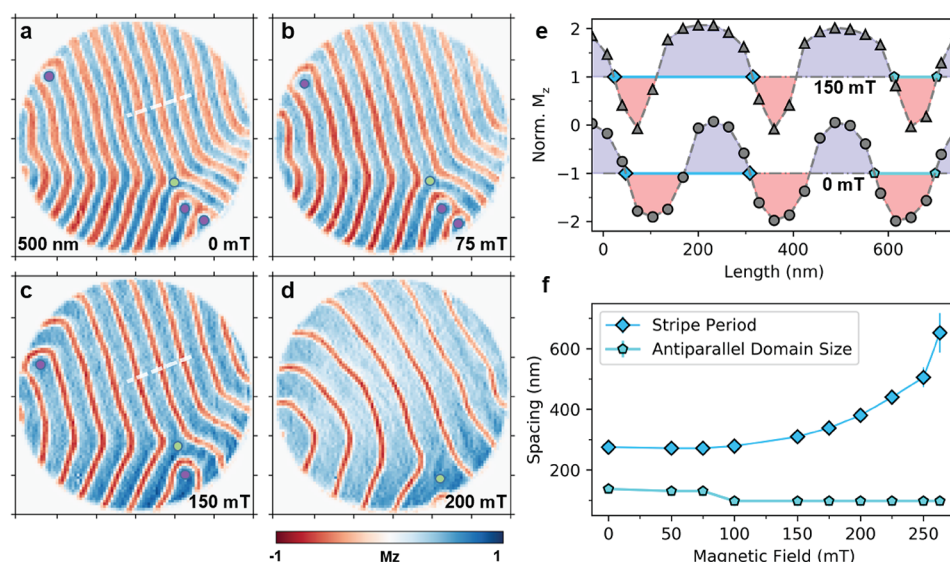 a
500 nm
0 mT
b
75 mT
c
150 mT
d
200 mT
-1
Mz
1
e
Norm. Mz
2
1
0
−1
−2
150 mT
0 mT
0
200
400
600
Length (nm)
f
Spacing (nm)
600
400
200
Stripe Period
Antiparallel Domain Size
0
50
100
150
200
250
Magnetic Field (mT)